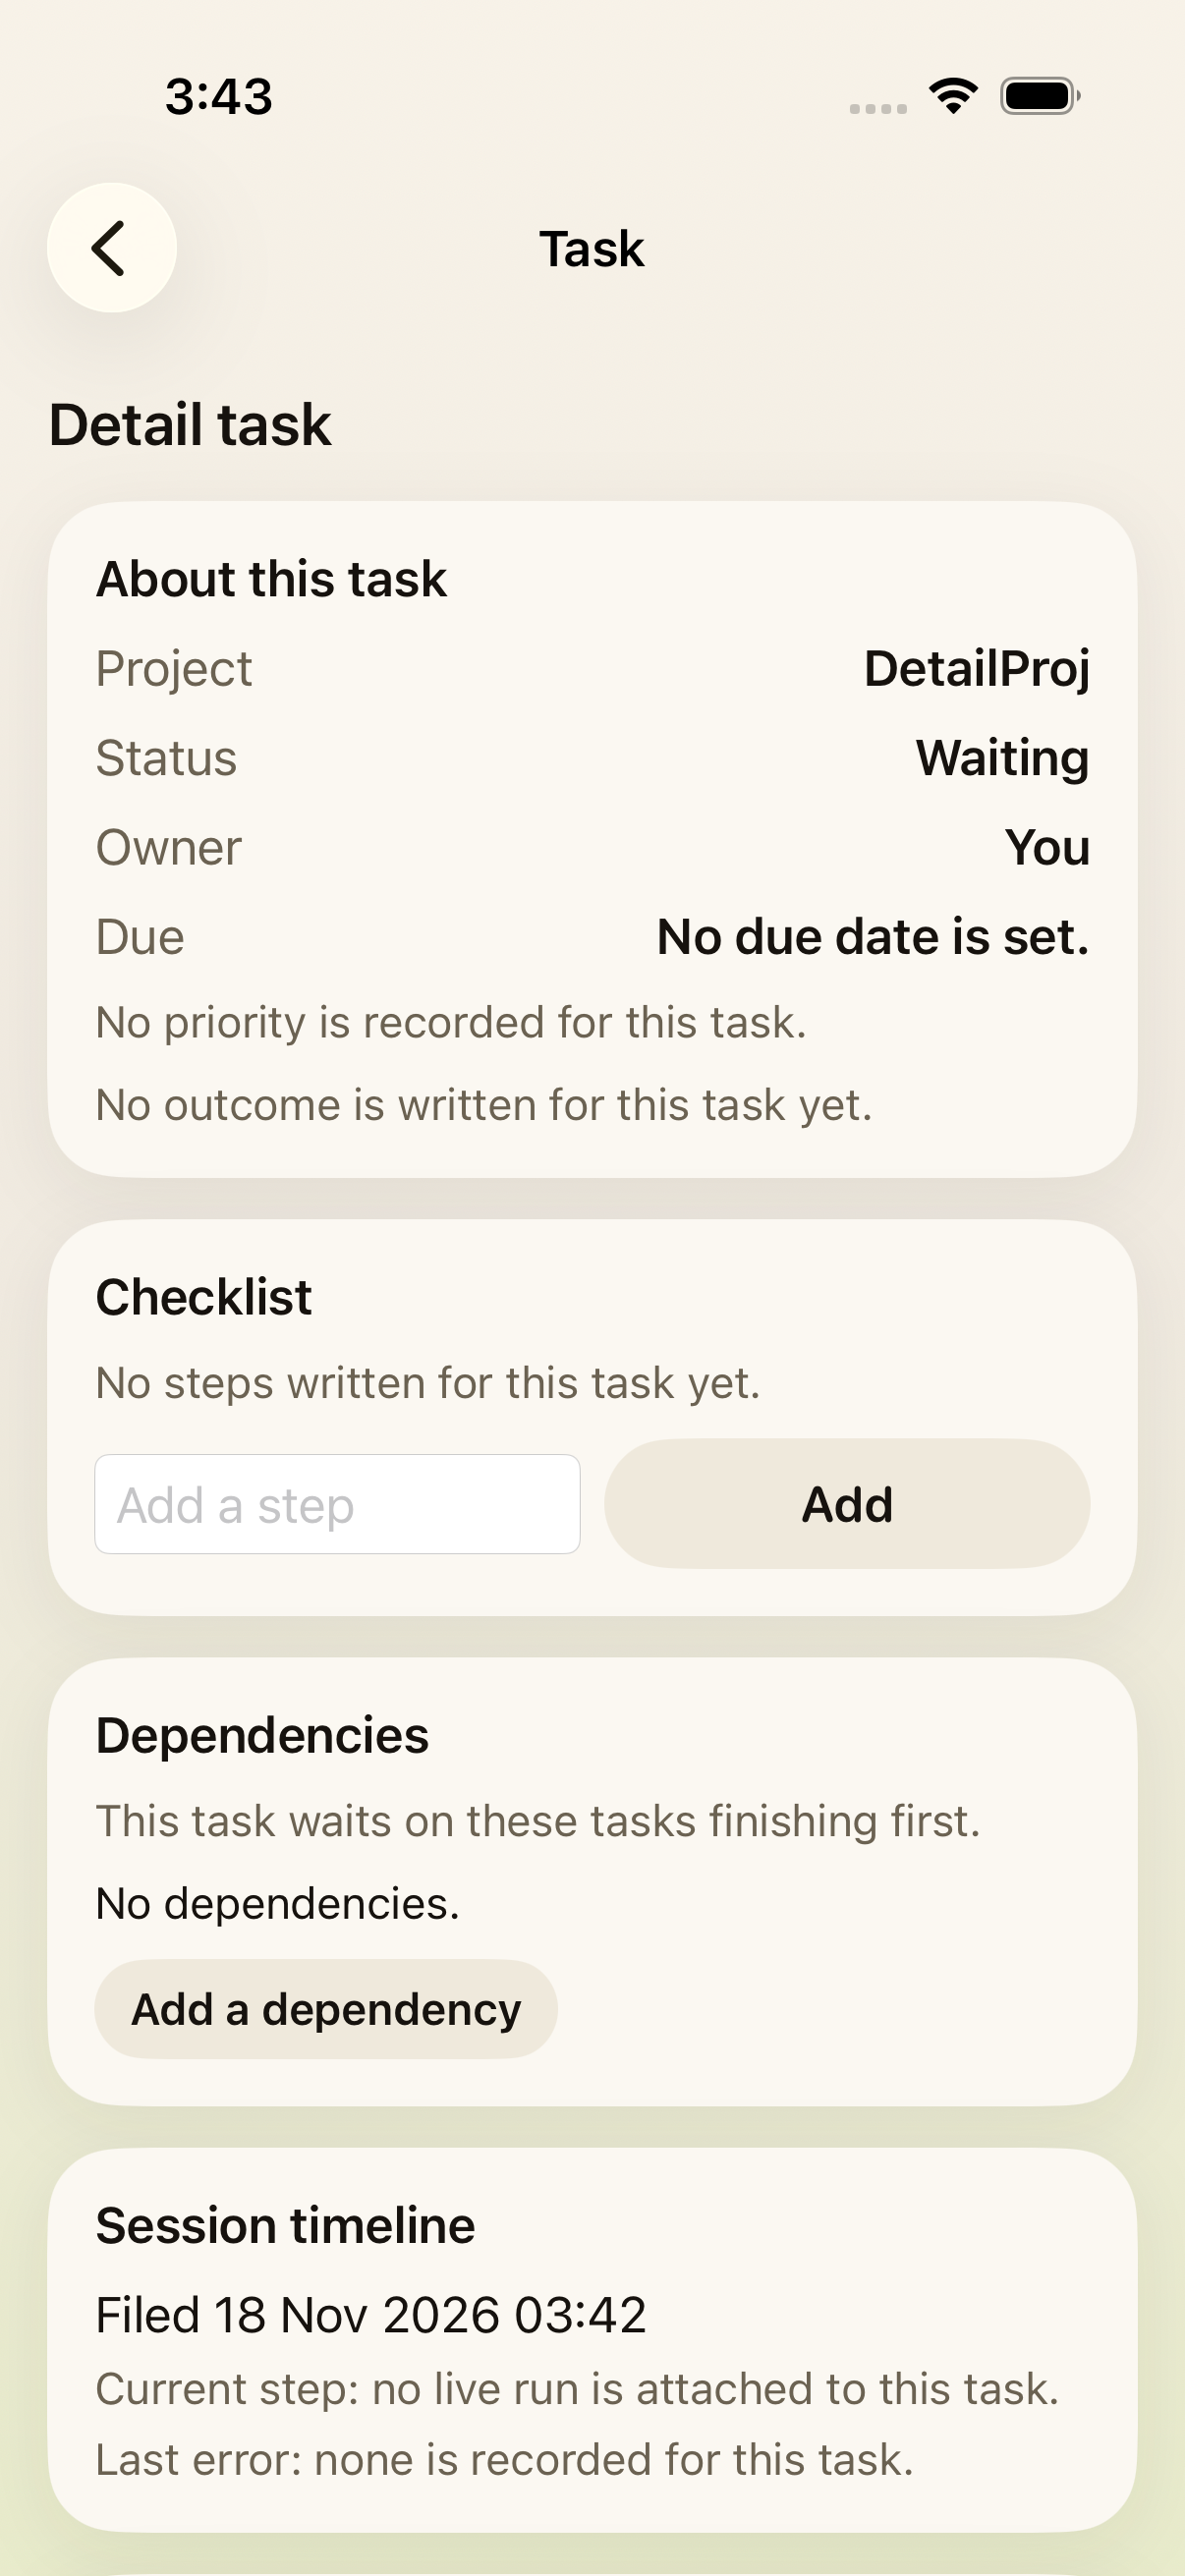 3:43
Task
Detail task
About this task
Project DetailProj
Status Waiting
Owner You
Due No due date is set.
No priority is recorded for this task.
No outcome is written for this task yet.
Checklist
No steps written for this task yet.
Add a step Add
Dependencies
This task waits on these tasks finishing first.
No dependencies.
Add a dependency
Session timeline
Filed 18 Nov 2026 03:42
Current step: no live run is attached to this task.
Last error: none is recorded for this task.